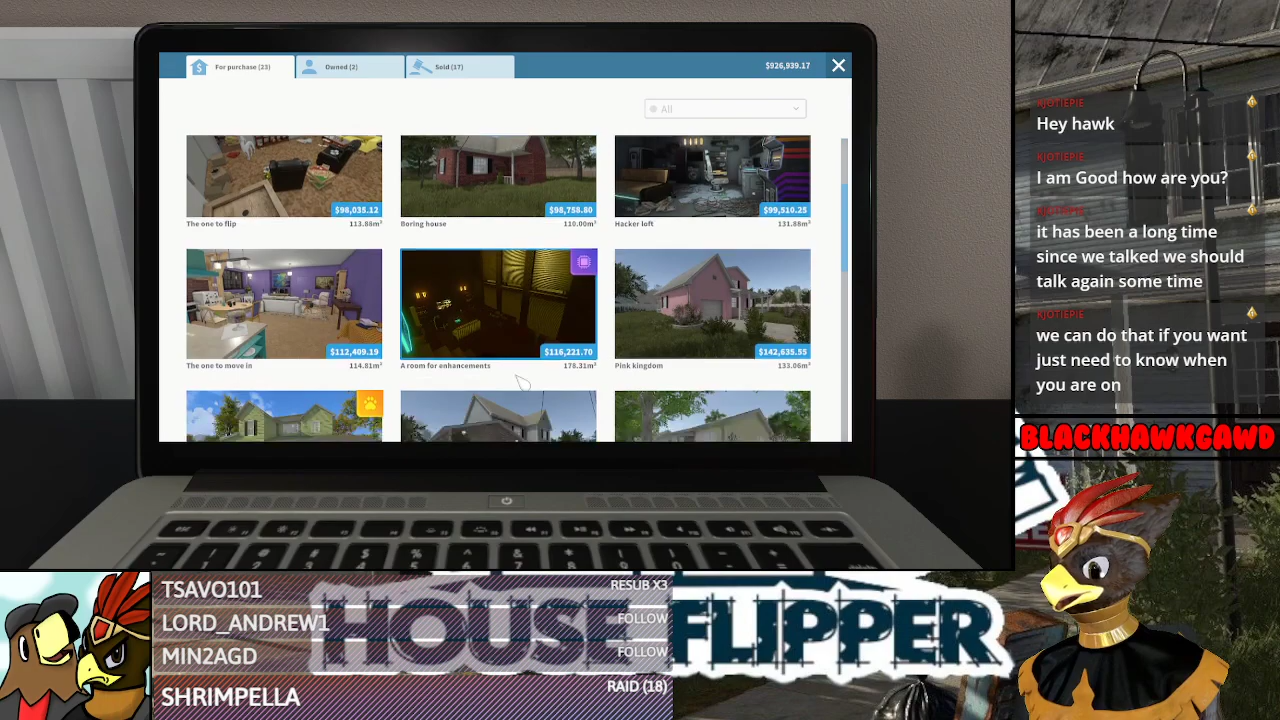 For purchase (23)
Owned (2)
Sold (17)
$926,939.17
All
$98,035.12
$98,758.80
$99,510.25
The one to flip
113.88m²
Boring house
110.00m²
Hacker loft
131.88m²
$112,409.19
$116,221.70
$142,635.55
The one to move in
114.81m²
A room for enhancements
178.31m²
Pink kingdom
133.06m²
KJOTIEPIE
Hey hawk
KJOTIEPIE
I am Good how are you?
KJOTIEPIE
it has been a long time
since we talked we should
talk again some time
KJOTIEPIE
we can do that if you want
just need to know when
you are on
BLACKHAWKGAWD
TSAVO101
RESUB X3
LORD_ANDREW1
FOLLOW
MIN2AGD
FOLLOW
SHRIMPELLA
RAID (18)
HOUSE FLIPPER